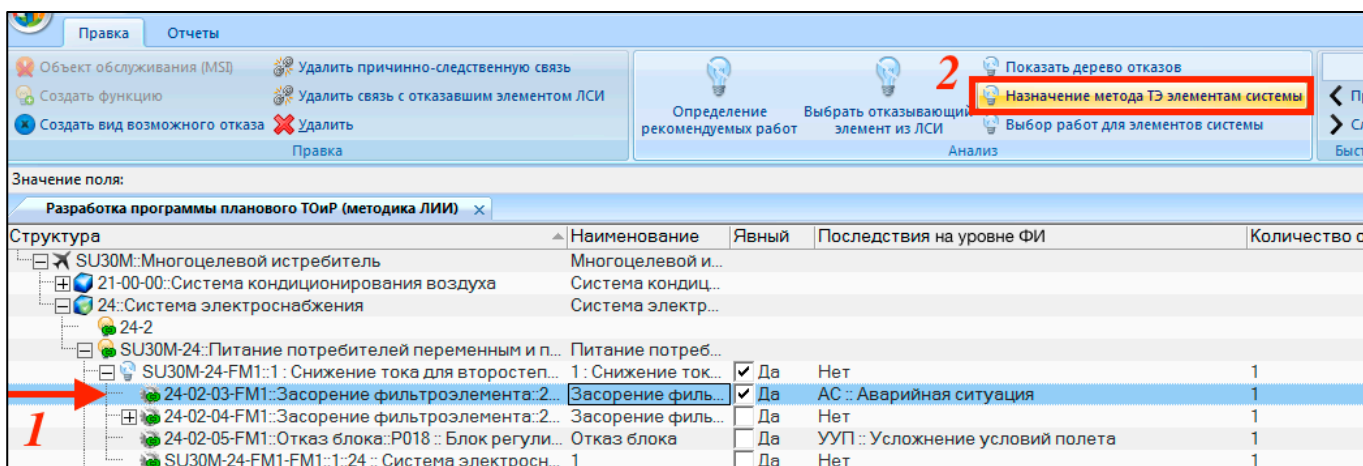 Правка Отчеты
Объект обслуживания (MSI) Удалить причинно-следственную связь
Создать функцию Удалить связь с отказавшим элементом ЛСИ
Создать вид возможного отказа Удалить
Правка
Определение рекомендуемых работ
Выбрать отказывающий элемент из ЛСИ
2
Показать дерево отказов
Назначение метода ТЭ элементам системы
Выбор работ для элементов системы
Анализ
Значение поля:
Разработка программы планового ТОиР (методика ЛИИ)
Структура Наименование Явный Последствия на уровне ФИ Количество
SU30M::Многоцелевой истребитель Многоцелевой и...
21-00-00::Система кондиционирования воздуха Система кондиц...
24::Система электроснабжения Система электр...
24-2
SU30M-24::Питание потребителей переменным и п... Питание потреб...
SU30M-24-FM1::1 : Снижение тока для второстеп... 1 : Снижение ток... Да Нет 1
24-02-03-FM1::Засорение фильтроэлемента::2... Засорение филь... Да АС :: Аварийная ситуация 1
24-02-04-FM1::Засорение фильтроэлемента::2... Засорение филь... Да Нет 1
24-02-05-FM1::Отказ блока::P018 :: Блок регули... Отказ блока Да УУП :: Усложнение условий полета 1
SU30M-24-FM1-FM1::1::24 :: Система электросн... 1 Да Нет 1
1